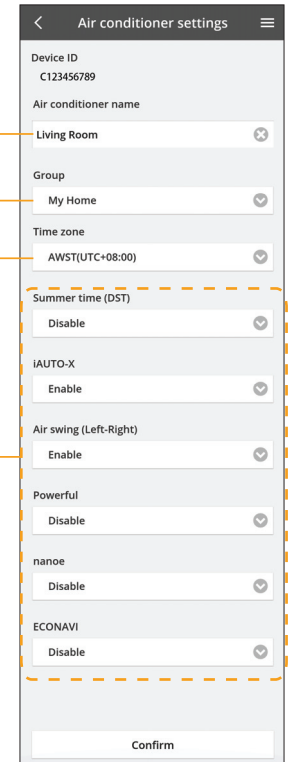 Air conditioner settings
Device ID
C123456789
Air conditioner name
Living Room
Group
My Home
Time zone
AWST(UTC+08:00)
Summer time (DST)
Disable
iAUTO-X
Enable
Air swing (Left-Right)
Enable
Powerful
Disable
nanoe
Disable
ECONAVI
Disable
Confirm